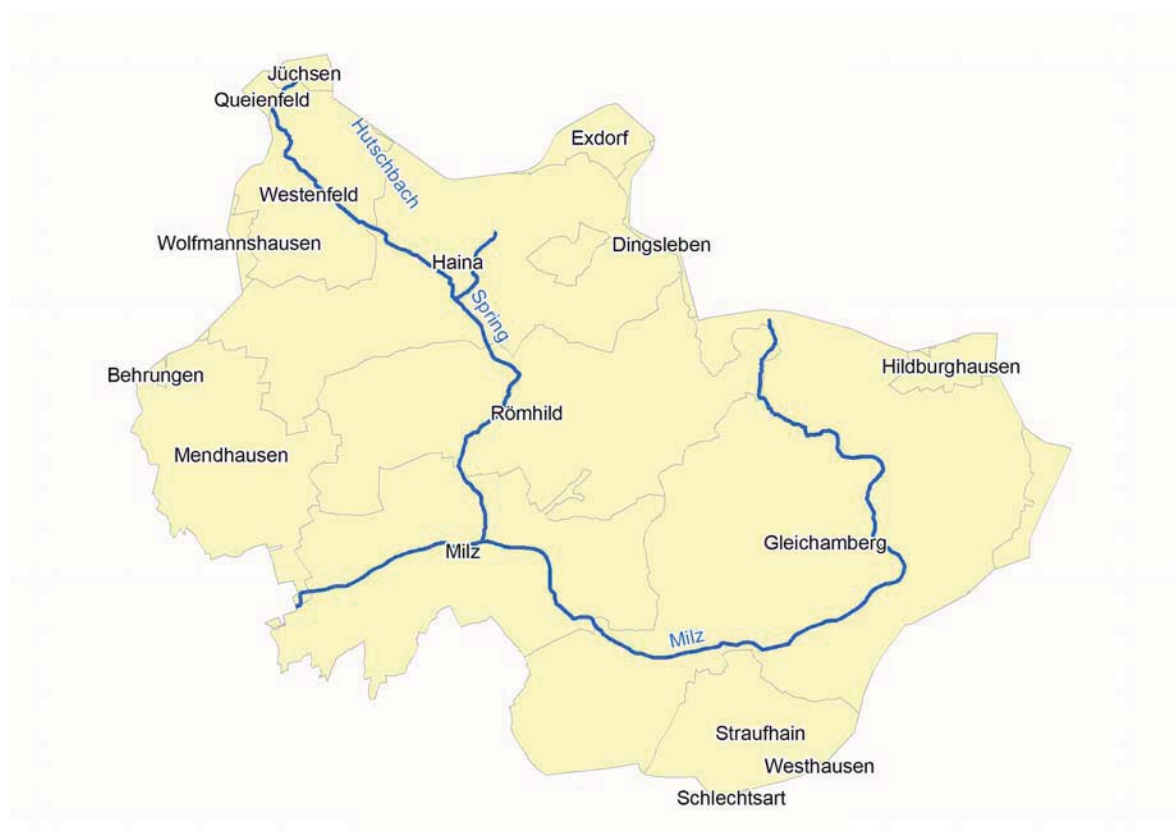 Jüchsen
Queienfeld
Hutschbach
Exdorf
Westenfeld
Wolfmannshausen
Dingsleben
Haina
Spring
Hildburghausen
Behrungen
Römhild
Mendhausen
Gleichamberg
Milz
Milz
Straufhain
Westhausen
Schlechtsart